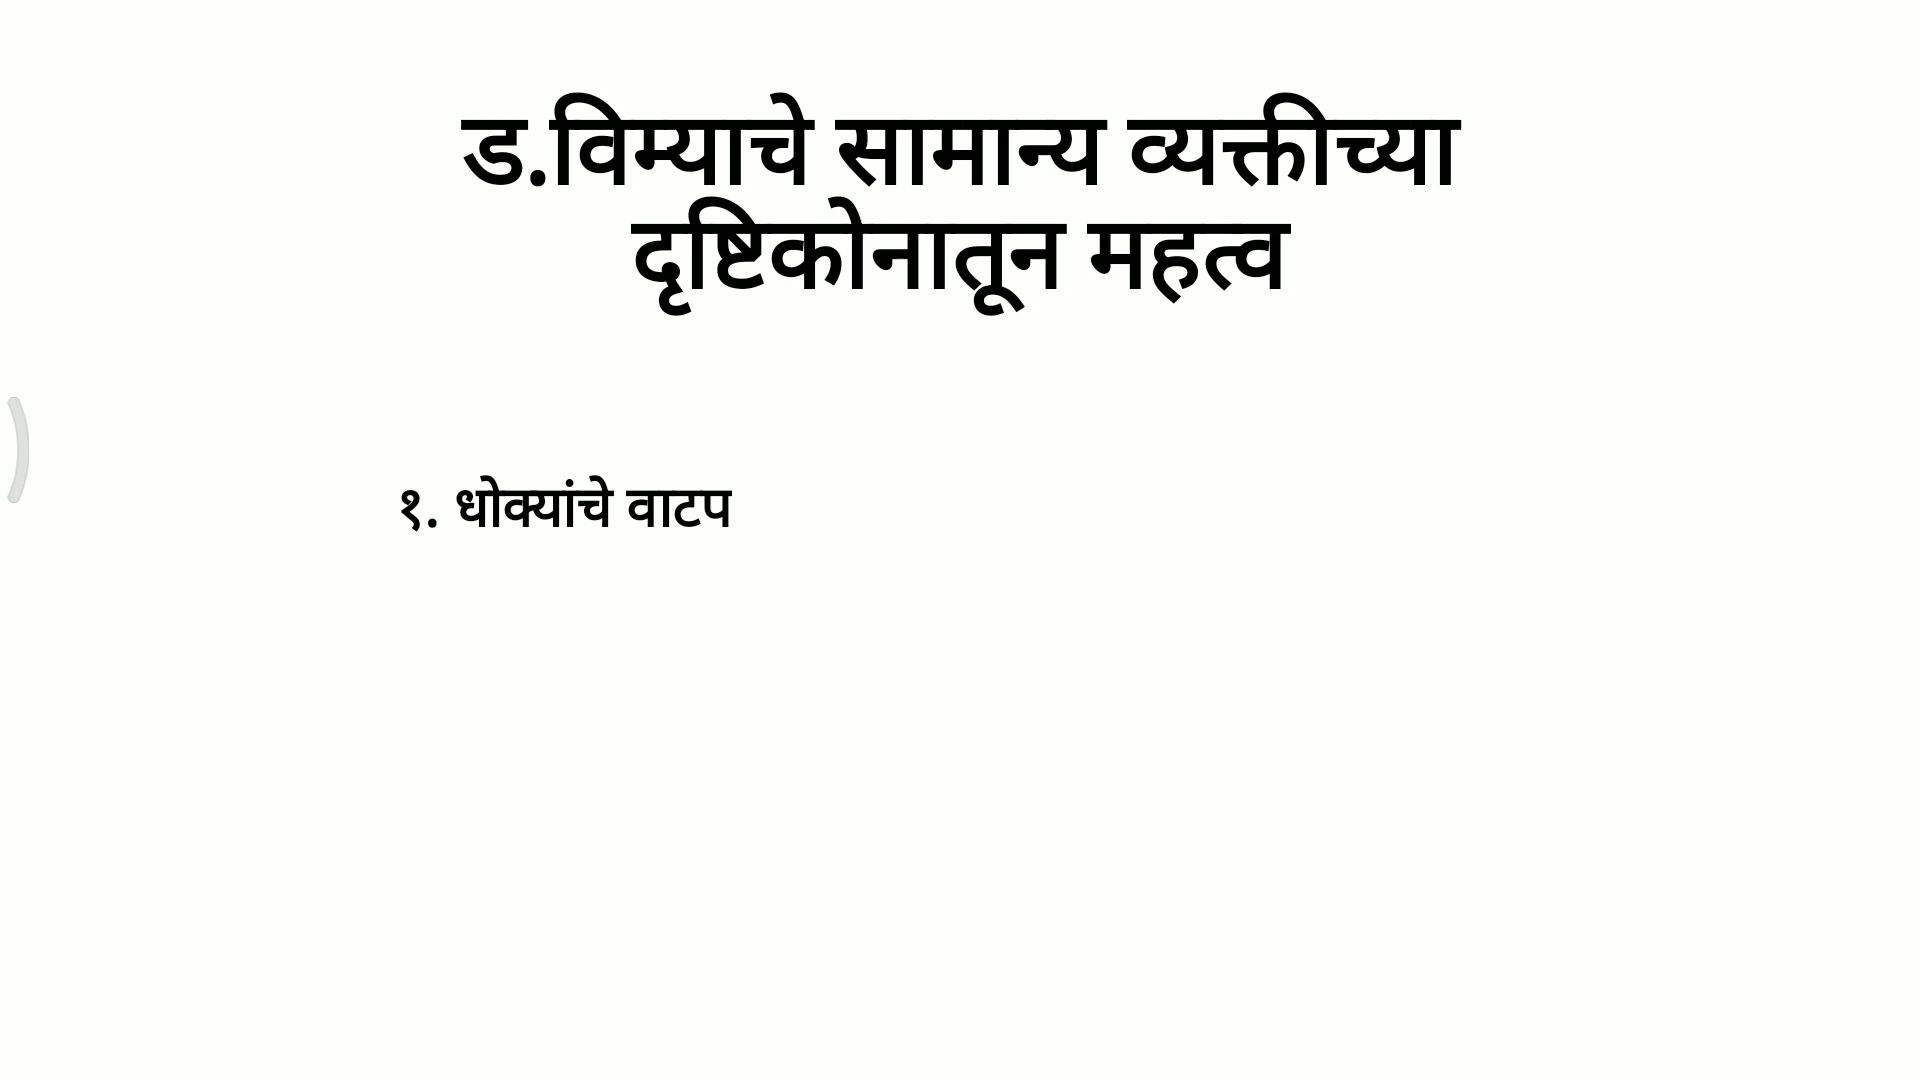 ड.विम्याचे सामान्य व्यक्तीच्या
दृष्टिकोनातून महत्व
१. धोक्यांचे वाटप